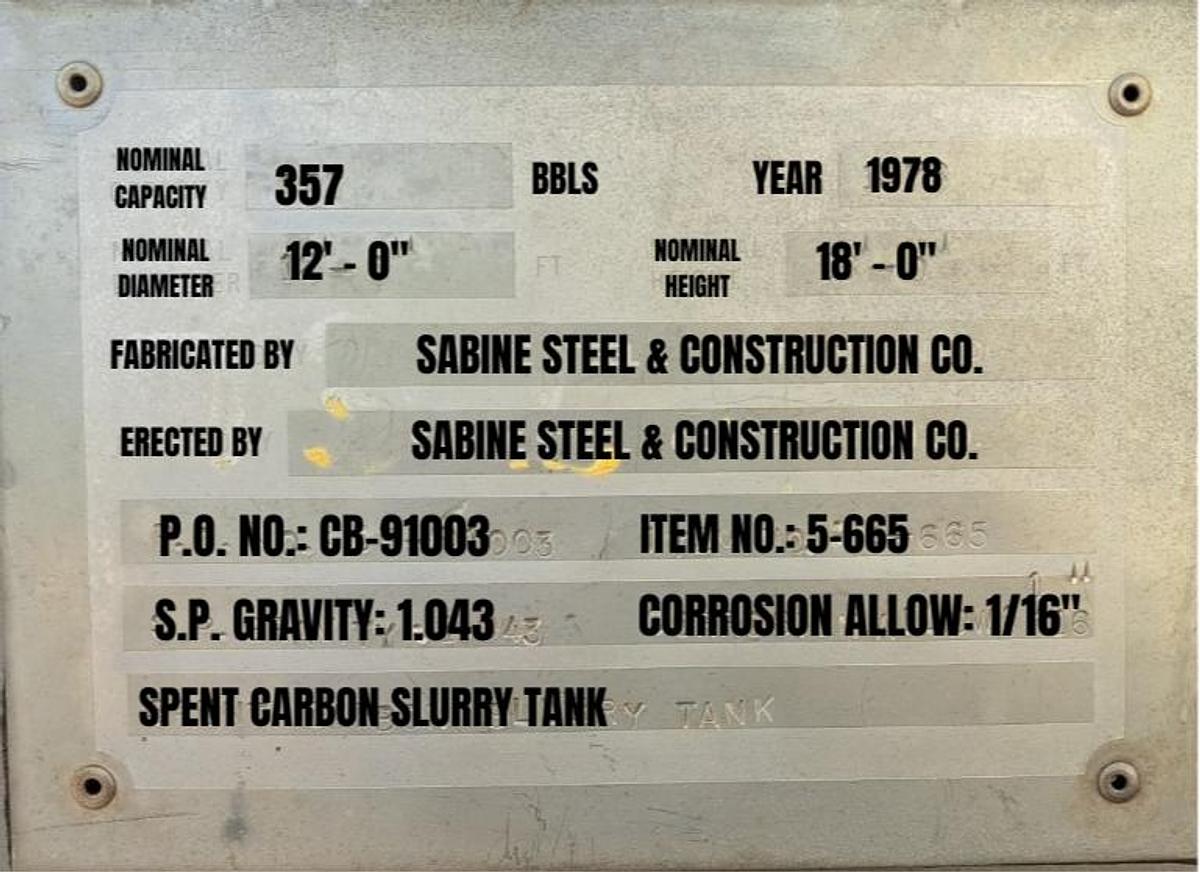 NOMINAL CAPACITY 357 BBLS YEAR 1978
NOMINAL DIAMETER 12' - 0" FT NOMINAL HEIGHT 18' - 0"
FABRICATED BY SABINE STEEL & CONSTRUCTION CO.
ERECTED BY SABINE STEEL & CONSTRUCTION CO.
P.O. NO.: CB-91003 ITEM NO.: 5-665
S.P. GRAVITY: 1.043 CORROSION ALLOW: 1/16"
SPENT CARBON SLURRY TANK